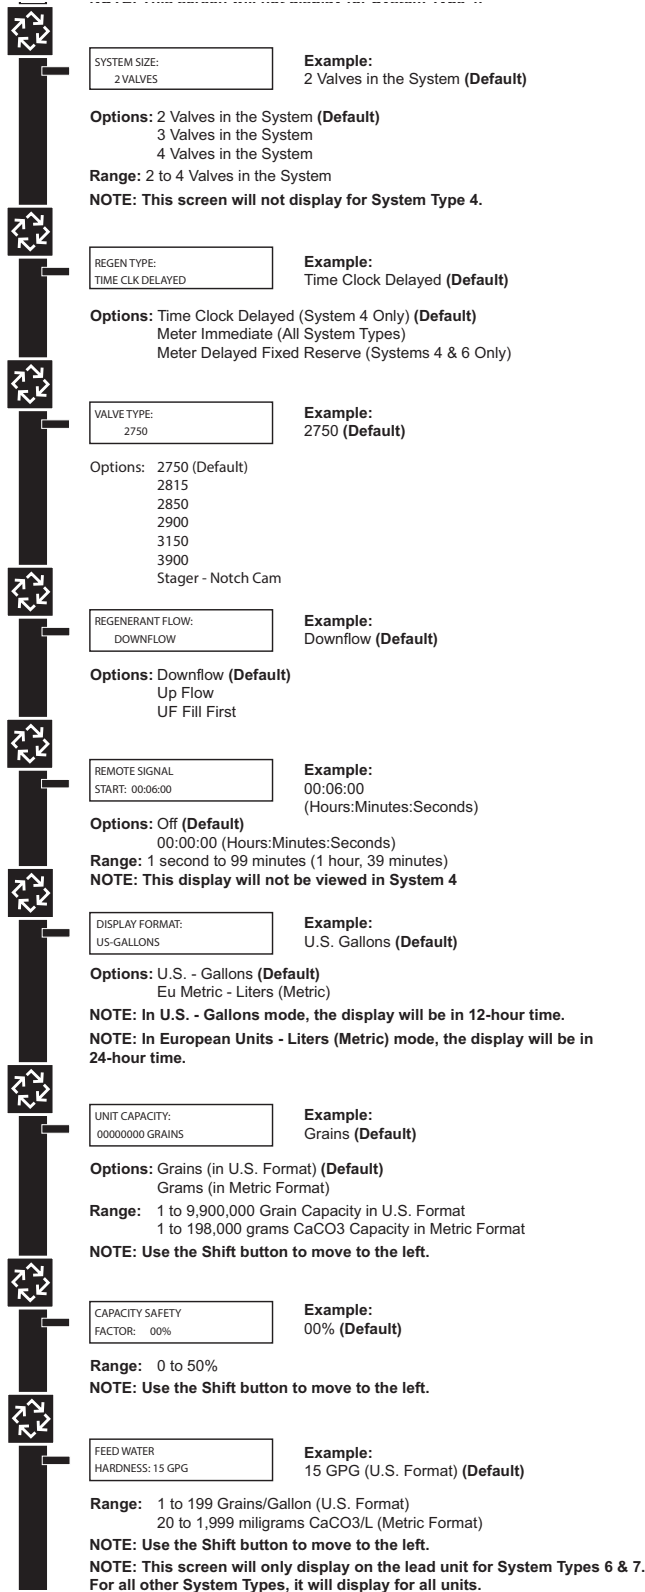 SYSTEM SIZE:
2 VALVES
Example:
2 Valves in the System (Default)
Options: 2 Valves in the System (Default)
3 Valves in the System
4 Valves in the System
Range: 2 to 4 Valves in the System
NOTE: This screen will not display for System Type 4.
REGEN TYPE:
TIME CLK DELAYED
Example:
Time Clock Delayed (Default)
Options: Time Clock Delayed (System 4 Only) (Default)
Meter Immediate (All System Types)
Meter Delayed Fixed Reserve (Systems 4 & 6 Only)
VALVE TYPE:
2750
Example:
2750 (Default)
Options: 2750 (Default)
2815
2850
2900
3150
3900
Stager - Notch Cam
REGENERANT FLOW:
DOWNFLOW
Example:
Downflow (Default)
Options: Downflow (Default)
Up Flow
UF Fill First
REMOTE SIGNAL
START: 00:06:00
Example:
00:06:00
(Hours:Minutes:Seconds)
Options: Off (Default)
00:00:00 (Hours:Minutes:Seconds)
Range: 1 second to 99 minutes (1 hour, 39 minutes)
NOTE: This display will not be viewed in System 4
DISPLAY FORMAT:
US-GALLONS
Example:
U.S. Gallons (Default)
Options: U.S. - Gallons (Default)
Eu Metric - Liters (Metric)
NOTE: In U.S. - Gallons mode, the display will be in 12-hour time.
NOTE: In European Units - Liters (Metric) mode, the display will be in
24-hour time.
UNIT CAPACITY:
00000000 GRAINS
Example:
Grains (Default)
Options: Grains (in U.S. Format) (Default)
Grams (in Metric Format)
Range: 1 to 9,900,000 Grain Capacity in U.S. Format
1 to 198,000 grams CaCO3 Capacity in Metric Format
NOTE: Use the Shift button to move to the left.
CAPACITY SAFETY
FACTOR: 00%
Example:
00% (Default)
Range: 0 to 50%
NOTE: Use the Shift button to move to the left.
FEED WATER
HARDNESS: 15 GPG
Example:
15 GPG (U.S. Format) (Default)
Range: 1 to 199 Grains/Gallon (U.S. Format)
20 to 1,999 miligrams CaCO3/L (Metric Format)
NOTE: Use the Shift button to move to the left.
NOTE: This screen will only display on the lead unit for System Types 6 & 7.
For all other System Types, it will display for all units.